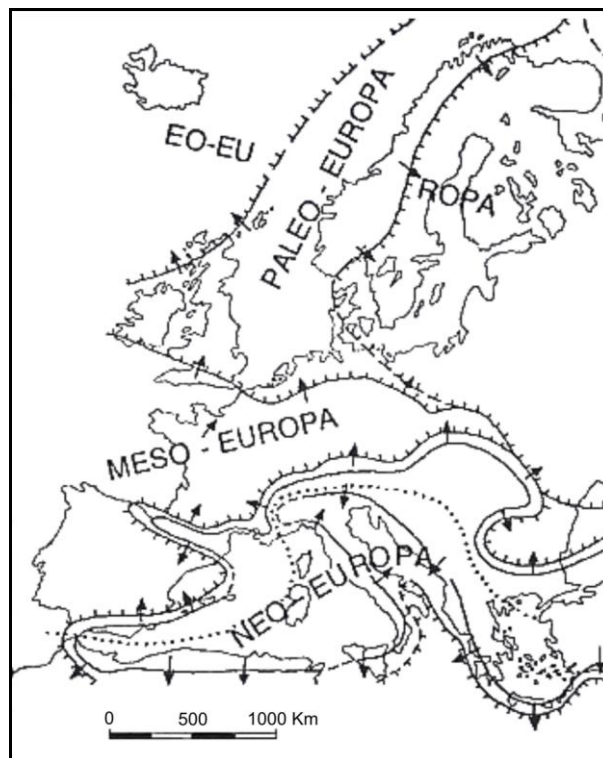 EO-EU
PALEO - EUROPA
ROPA
MESO - EUROPA
NEO-EUROPA
0 500 1000 Km